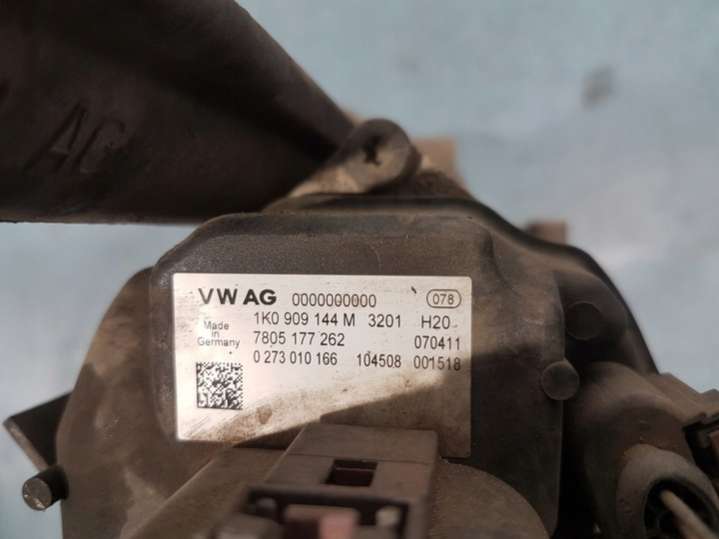 AG
VW AG 0000000000 078
1K0 909 144 M 3201 H20
Made in Germany 7805 177 262 070411
0 273 010 166 104508 001518